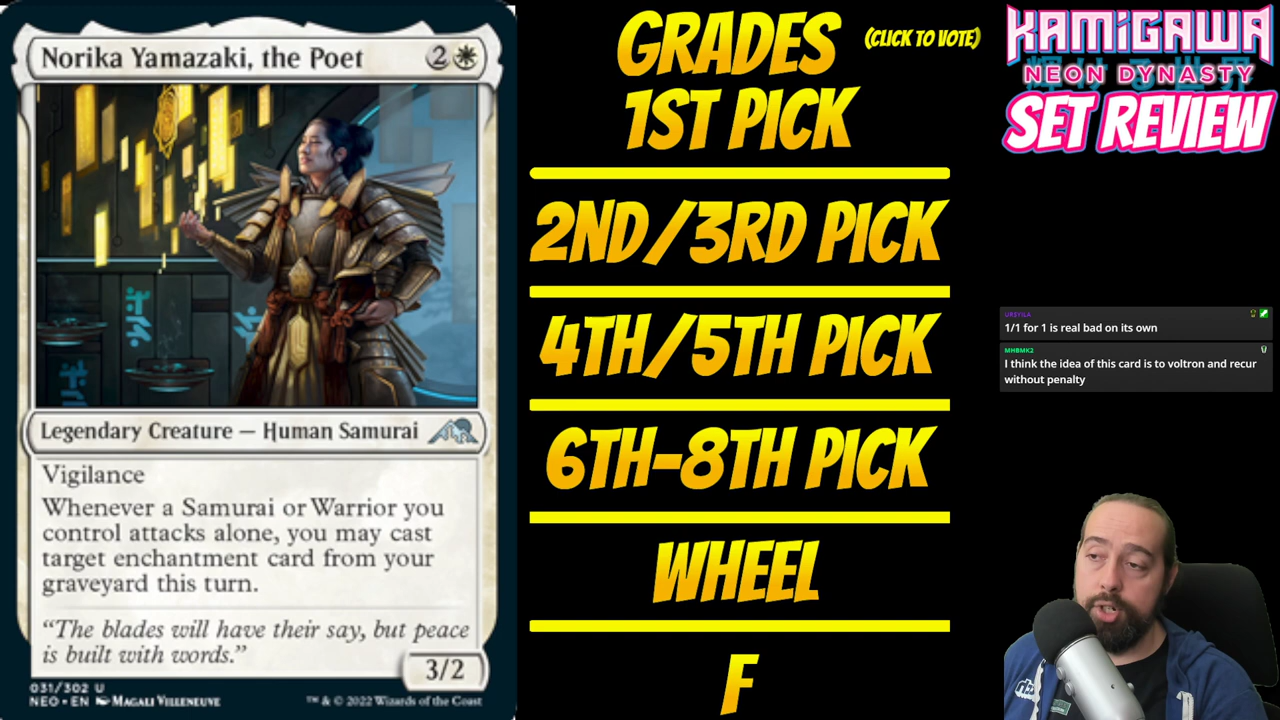 Norika Yamazaki, the Poet 2
Legendary Creature — Human Samurai
Vigilance
Whenever a Samurai or Warrior you
control attacks alone, you may cast
target enchantment card from your
graveyard this turn.
“The blades will have their say, but peace
is built with words.”
3/2
031/302 U
NEO • EN MAGALI VILLENEUVE
™ & © 2022 Wizards of the Coast
GRADES
(CLICK TO VOTE)
1ST PICK
2ND/3RD PICK
4TH/5TH PICK
6TH-8TH PICK
WHEEL
F
KAMIGAWA
NEON DYNASTY
SET REVIEW
URSYILA
1/1 for 1 is real bad on its own
MHBMK2
I think the idea of this card is to voltron and recur
without penalty